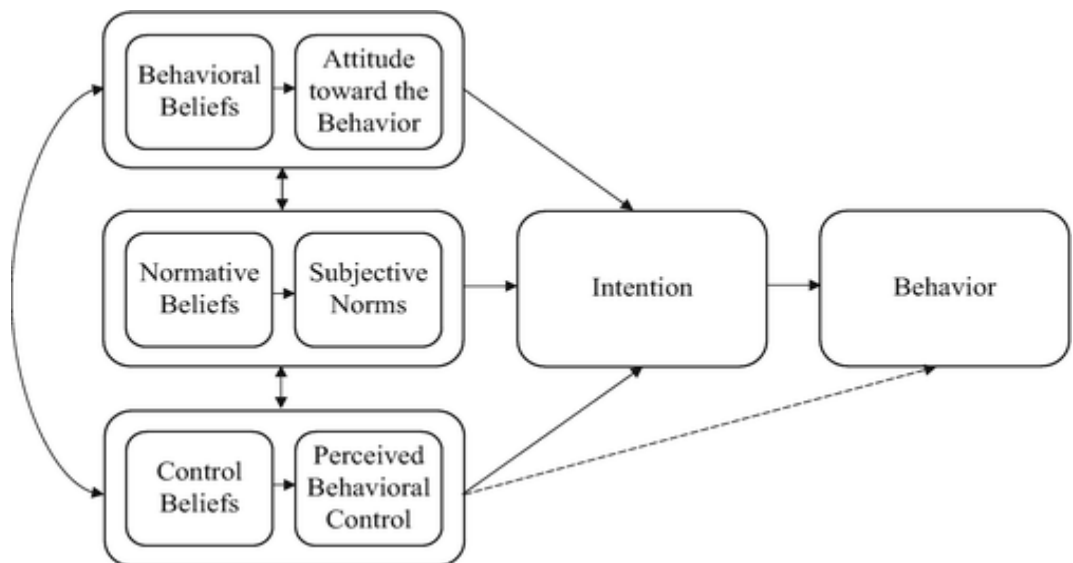 Behavioral
Beliefs
Attitude
toward the
Behavior
Normative
Beliefs
Subjective
Norms
Intention
Behavior
Control
Beliefs
Perceived
Behavioral
Control